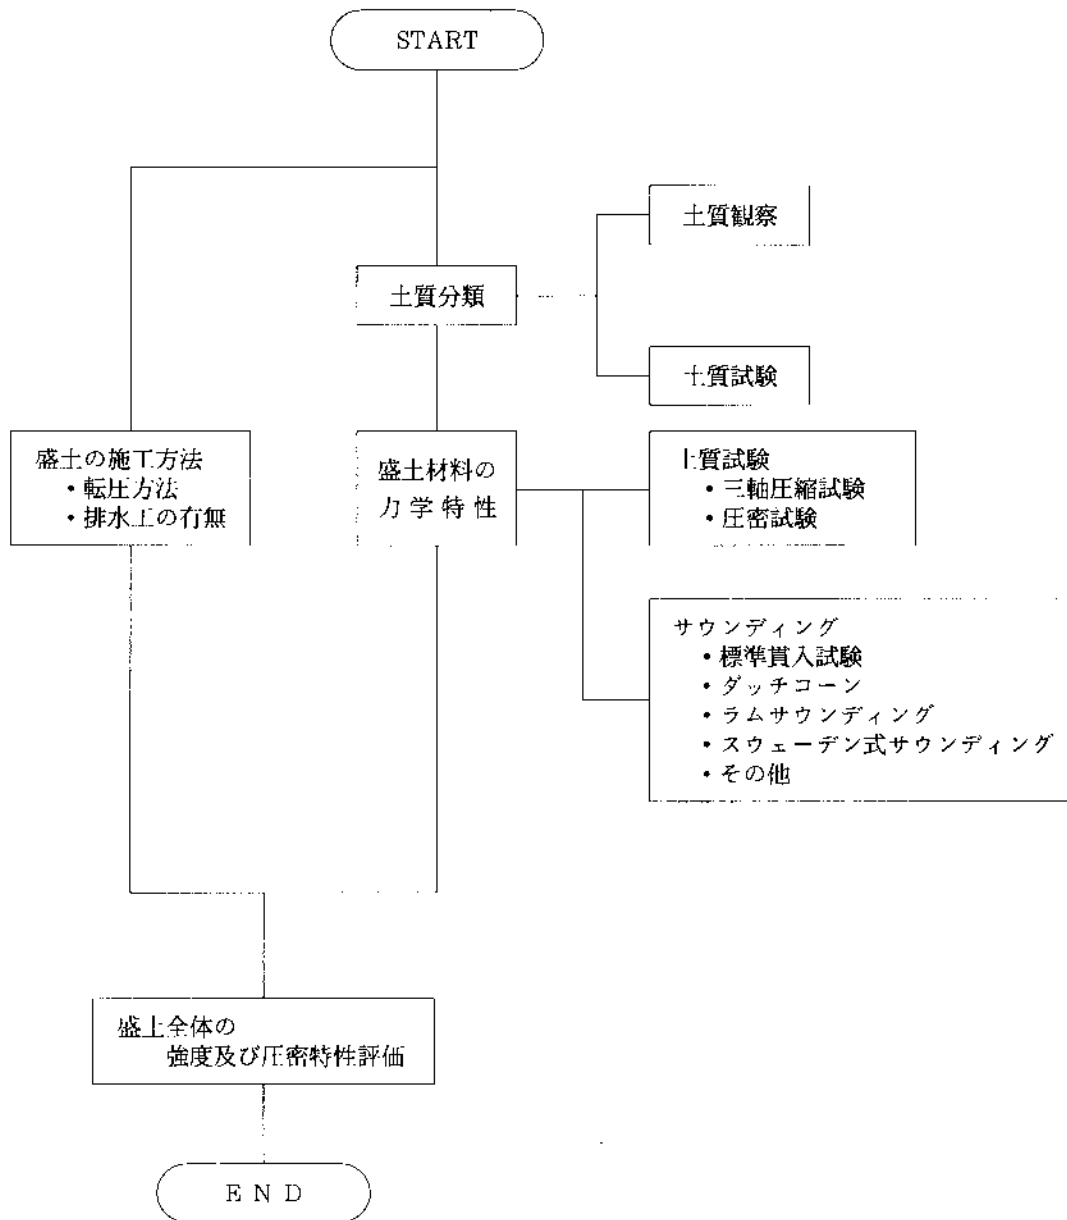 START
土質観察
土質分類
土質試験
盛土の施工方法
・転圧方法
・排水工の有無
盛土材料の
力学特性
土質試験
・三軸圧縮試験
・圧密試験
サウンディング
・標準貫入試験
・ダッチコーン
・ラムサウンディング
・スウェーデン式サウンディング
・その他
盛土全体の
強度及び圧密特性評価
END